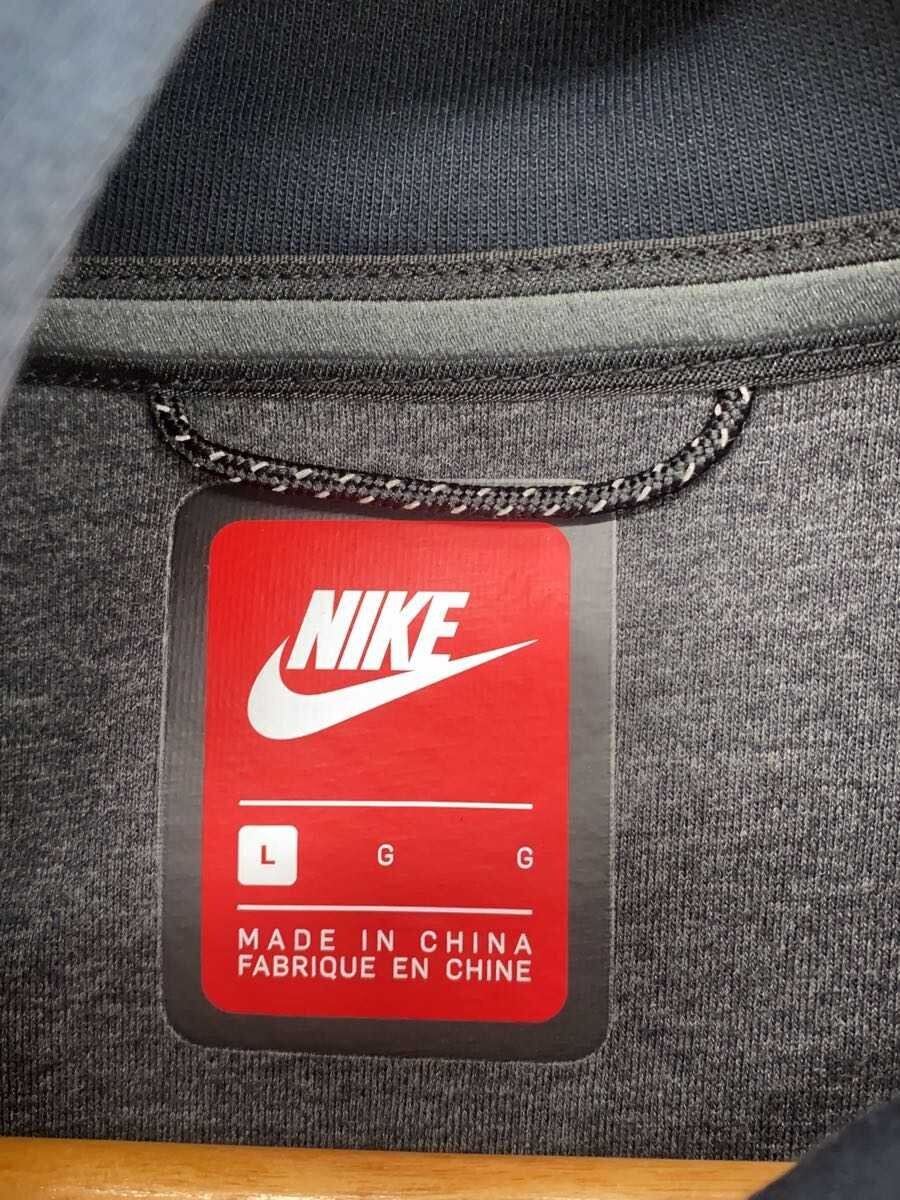 NIKE
L G G
MADE IN CHINA
FABRIQUE EN CHINE